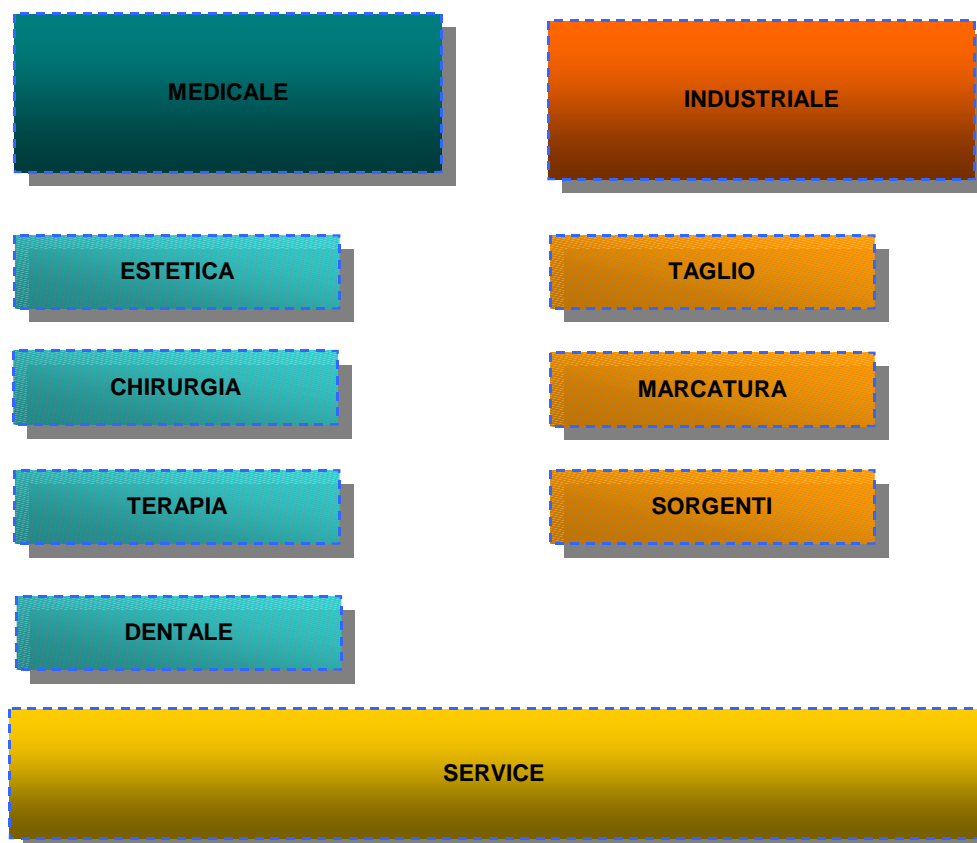 MEDICALE
INDUSTRIALE
ESTETICA
TAGLIO
CHIRURGIA
MARCATURA
TERAPIA
SORGENTI
DENTALE
SERVICE